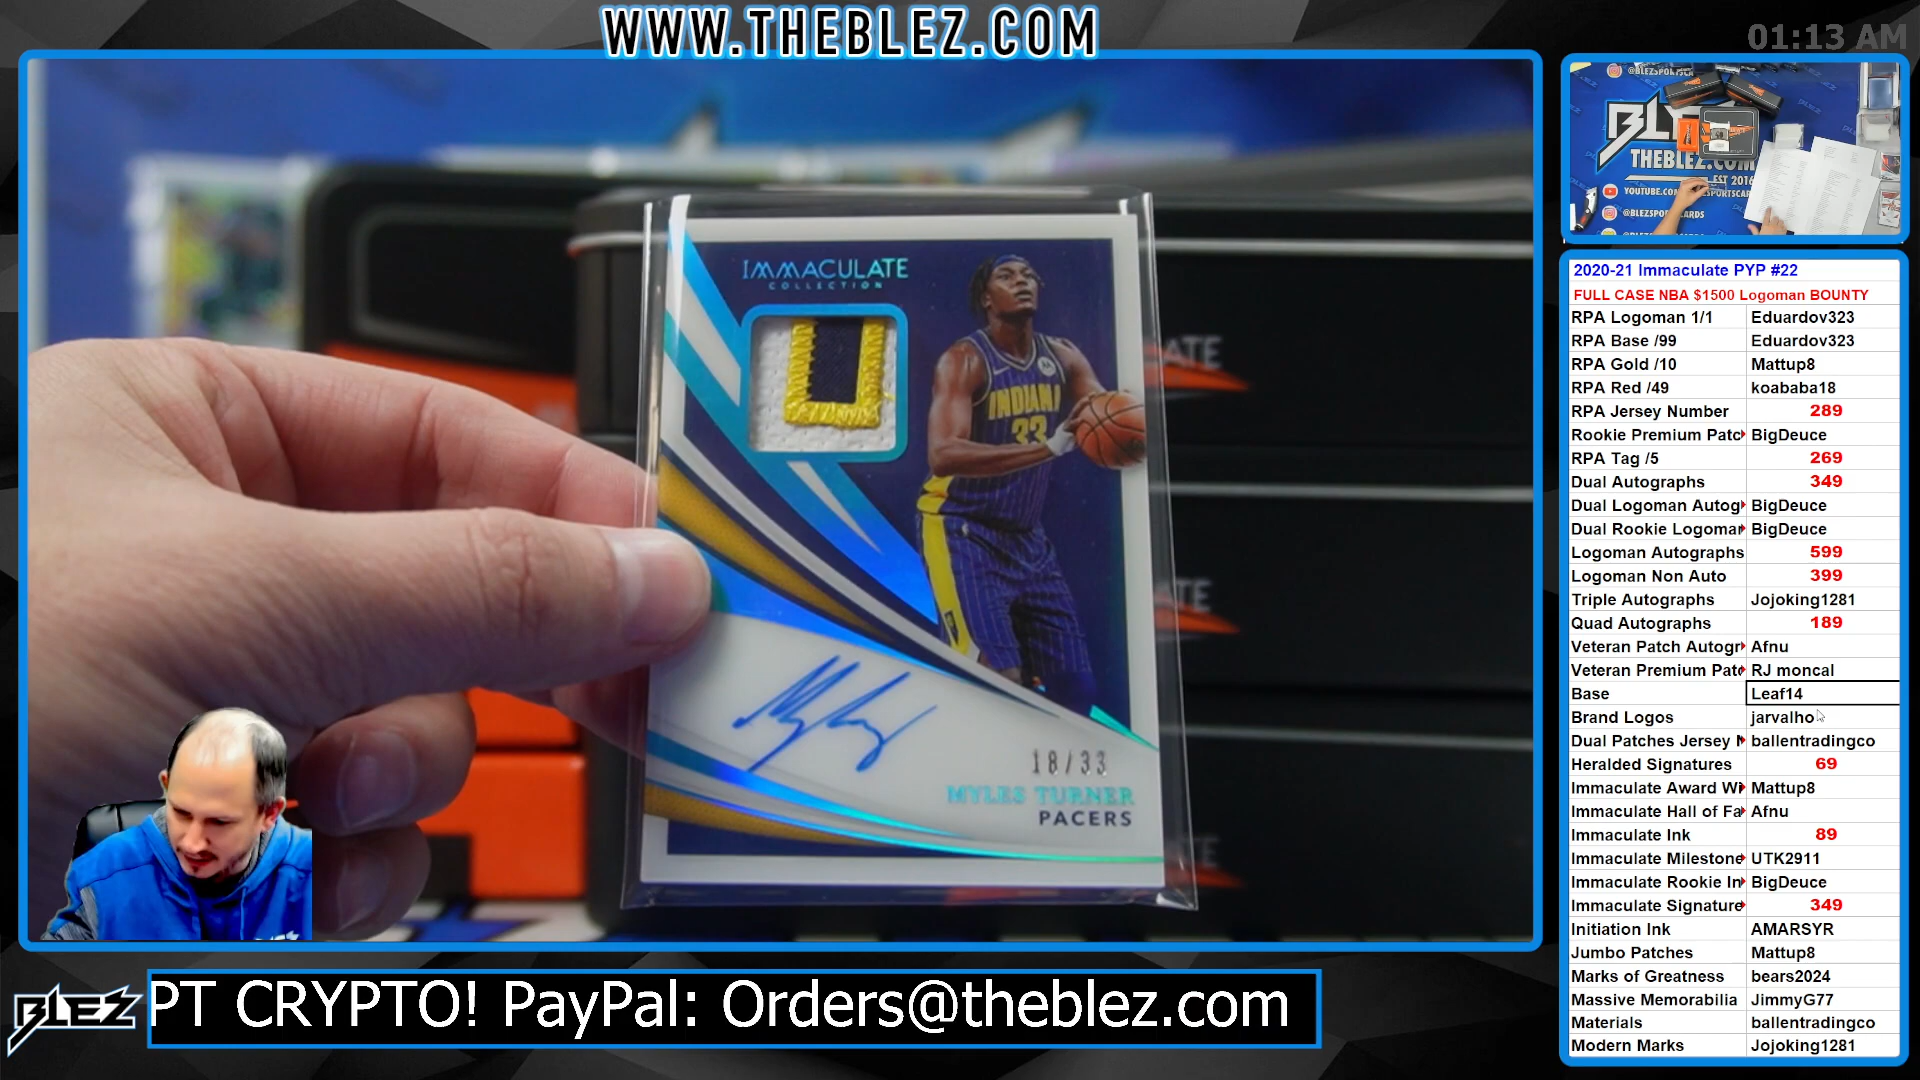 WWW.THEBLEZ.COM
01:13 AM
IMMACULATE
COLLECTION
INDIANA
33
18/33
MYLES TURNER
PACERS
BLEZ
THEBLEZ.COM
EST 2016
@BLEZSPORTSCARDS
2020-21 Immaculate PYP #22
FULL CASE NBA $1500 Logoman BOUNTY
RPA Logoman 1/1 Eduardov323
RPA Base /99 Eduardov323
RPA Gold /10 Mattup8
RPA Red /49 koababa18
RPA Jersey Number 289
Rookie Premium Patc BigDeuce
RPA Tag /5 269
Dual Autographs 349
Dual Logoman Autog BigDeuce
Dual Rookie Logoman BigDeuce
Logoman Autographs 599
Logoman Non Auto 399
Triple Autographs Jojoking1281
Quad Autographs 189
Veteran Patch Autogr Afnu
Veteran Premium Patc RJ moncal
Base Leaf14
Brand Logos jarvalho
Dual Patches Jersey N ballentradingco
Heralded Signatures 69
Immaculate Award Wi Mattup8
Immaculate Hall of Fa Afnu
Immaculate Ink 89
Immaculate Milestone UTK2911
Immaculate Rookie In BigDeuce
Immaculate Signature 349
Initiation Ink AMARSYR
Jumbo Patches Mattup8
Marks of Greatness bears2024
Massive Memorabilia JimmyG77
Materials ballentradingco
Modern Marks Jojoking1281
BLEZ
PT CRYPTO! PayPal: Orders@theblez.com